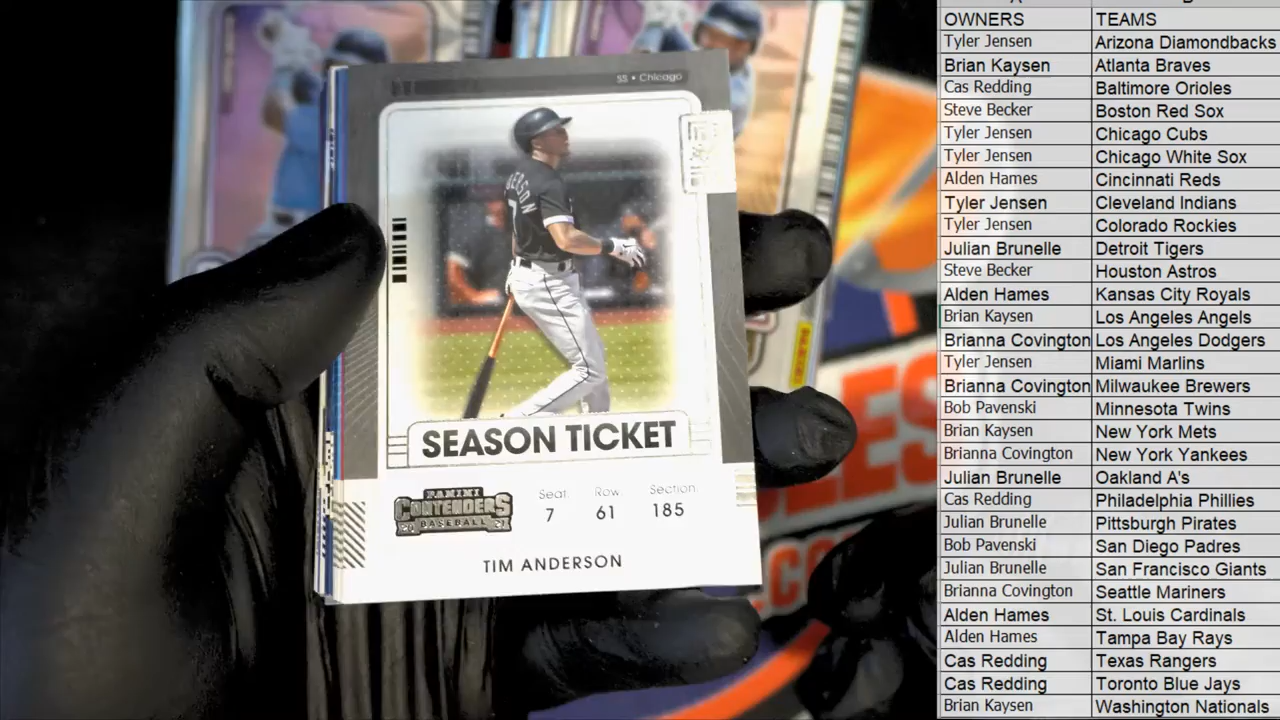 SS • Chicago
ERSON
7
SEASON TICKET
PANINI
CONTENDERS
BASEBALL
Seat Row Section
7 61 185
TIM ANDERSON
OWNERS TEAMS
Tyler Jensen Arizona Diamondbacks
Brian Kaysen Atlanta Braves
Cas Redding Baltimore Orioles
Steve Becker Boston Red Sox
Tyler Jensen Chicago Cubs
Tyler Jensen Chicago White Sox
Alden Hames Cincinnati Reds
Tyler Jensen Cleveland Indians
Tyler Jensen Colorado Rockies
Julian Brunelle Detroit Tigers
Steve Becker Houston Astros
Alden Hames Kansas City Royals
Brian Kaysen Los Angeles Angels
Brianna Covington Los Angeles Dodgers
Tyler Jensen Miami Marlins
Brianna Covington Milwaukee Brewers
Bob Pavenski Minnesota Twins
Brian Kaysen New York Mets
Brianna Covington New York Yankees
Julian Brunelle Oakland A's
Cas Redding Philadelphia Phillies
Julian Brunelle Pittsburgh Pirates
Bob Pavenski San Diego Padres
Julian Brunelle San Francisco Giants
Brianna Covington Seattle Mariners
Alden Hames St. Louis Cardinals
Alden Hames Tampa Bay Rays
Cas Redding Texas Rangers
Cas Redding Toronto Blue Jays
Brian Kaysen Washington Nationals